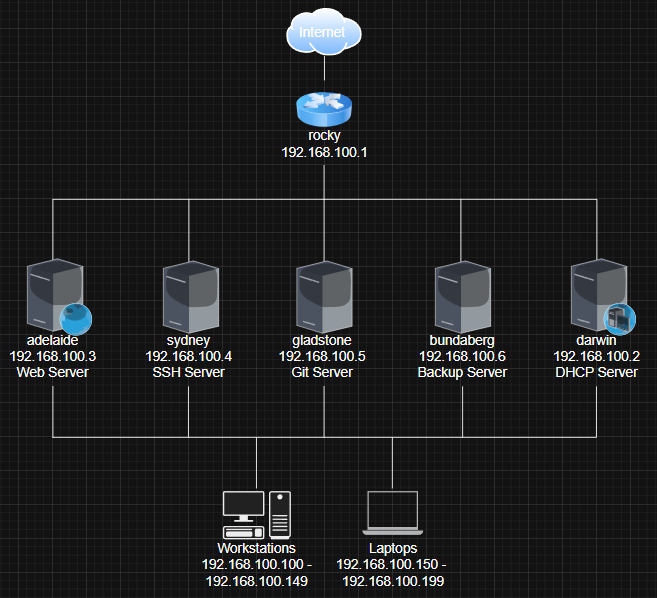 Internet
rocky
192.168.100.1
adelaide
192.168.100.3
Web Server
sydney
192.168.100.4
SSH Server
gladstone
192.168.100.5
Git Server
bundaberg
192.168.100.6
Backup Server
darwin
192.168.100.2
DHCP Server
Workstations
192.168.100.100 -
192.168.100.149
Laptops
192.168.100.150 -
192.168.100.199